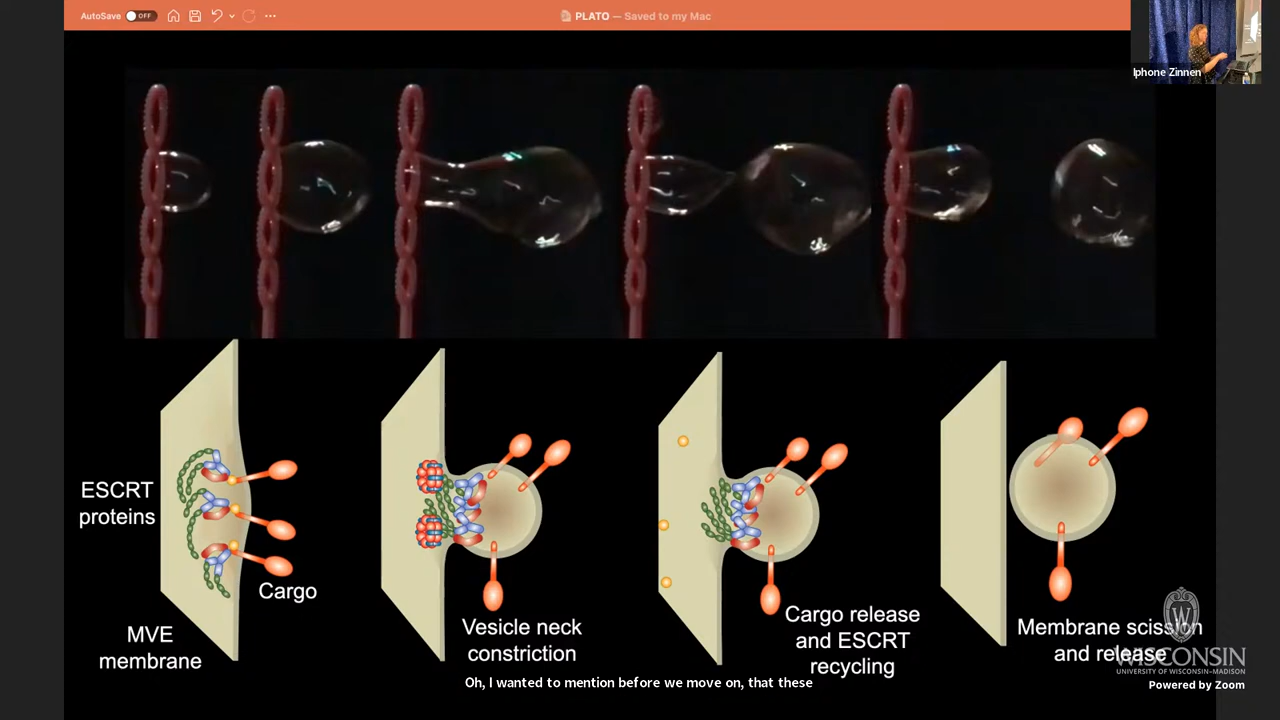 AutoSave OFF
PLATO — Saved to my Mac
Iphone Zinnen
ESCRT
proteins
Cargo
MVE
membrane
Vesicle neck
constriction
Cargo release
and ESCRT
recycling
Membrane scission
and release
W
WISCONSIN
UNIVERSITY OF WISCONSIN–MADISON
Oh, I wanted to mention before we move on, that these
Powered by Zoom